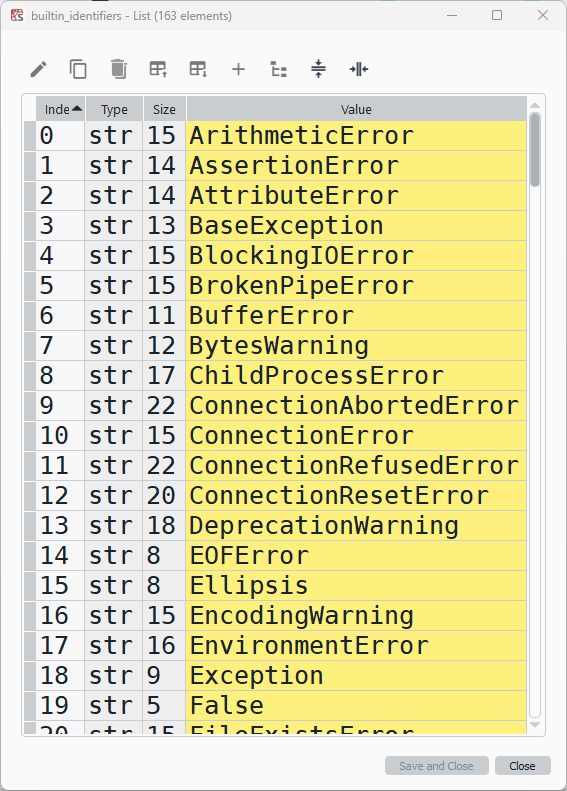 builtin_identifiers - List (163 elements)
Inde Type Size Value
0 str 15 ArithmeticError
1 str 14 AssertionError
2 str 14 AttributeError
3 str 13 BaseException
4 str 15 BlockingIOError
5 str 15 BrokenPipeError
6 str 11 BufferError
7 str 12 BytesWarning
8 str 17 ChildProcessError
9 str 22 ConnectionAbortedError
10 str 15 ConnectionError
11 str 22 ConnectionRefusedError
12 str 20 ConnectionResetError
13 str 18 DeprecationWarning
14 str 8 EOFError
15 str 8 Ellipsis
16 str 15 EncodingWarning
17 str 16 EnvironmentError
18 str 9 Exception
19 str 5 False
20 str 15 FileExistsError
Save and Close Close